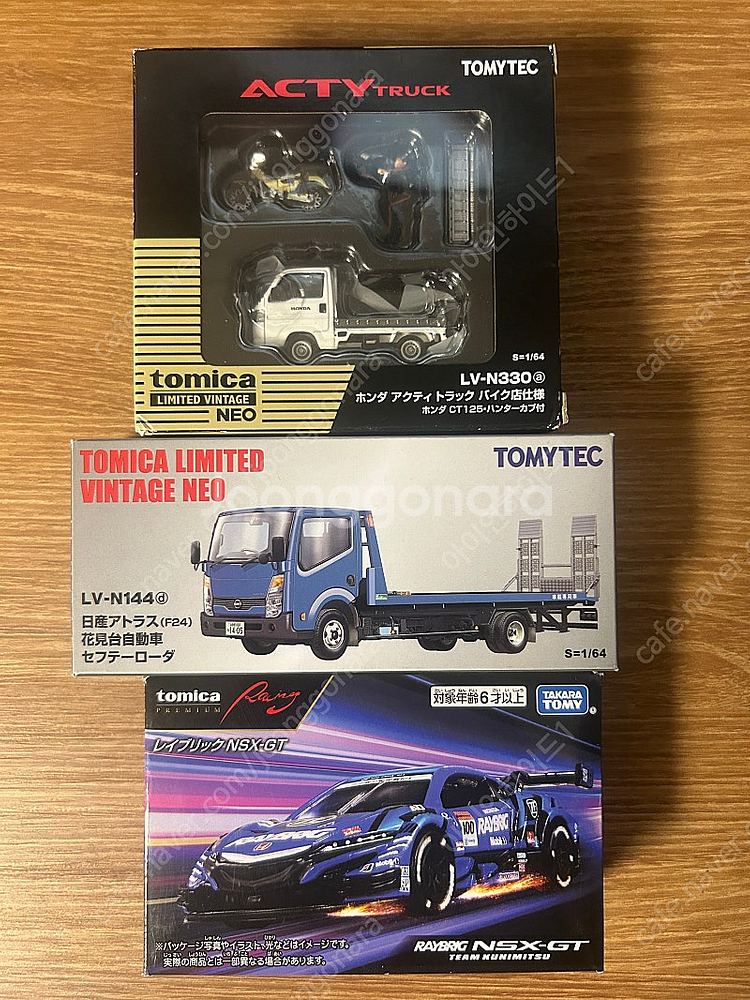 TOMYTEC
ACTY TRUCK
HONDA
S=1/64
tomica
LIMITED VINTAGE
NEO
LV-N330ⓐ
ホンダ アクティ トラック バイク店仕様
ホンダ CT125・ハンターカブ付
TOMICA LIMITED
VINTAGE NEO
TOMYTEC
joonggonara
LV-N144ⓓ
日産アトラス(F24)
花見台自動車
セフテーローダ
S=1/64
tomica
PREMIUM
Racing
対象年齢6才以上
TAKARA
TOMY
レイブリック NSX-GT
100
RAYBRIG
Mobil 1
※パッケージ写真やイラスト、光などはイメージです。
実際の商品とは一部異なる場合があります。
RAYBRIG NSX-GT
TEAM KUNIMITSU
cafe.naver